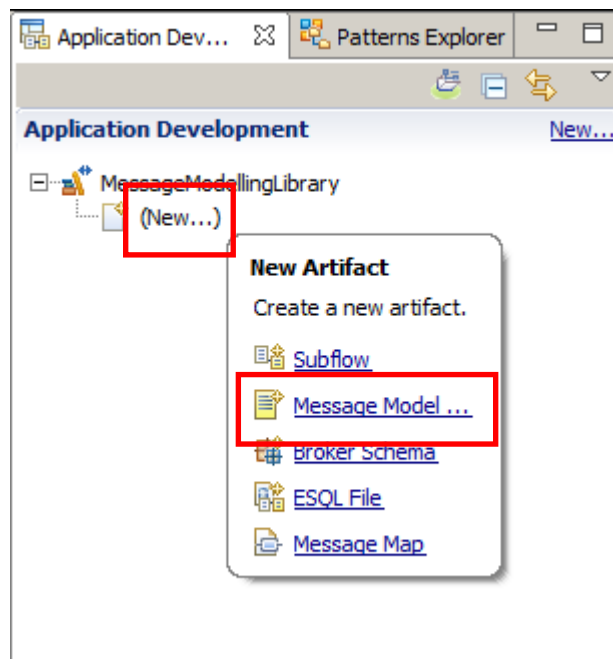 Application Dev... Patterns Explorer
Application Development New...
MessageModellingLibrary
(New...)
New Artifact
Create a new artifact.
Subflow
Message Model ...
Broker Schema
ESQL File
Message Map